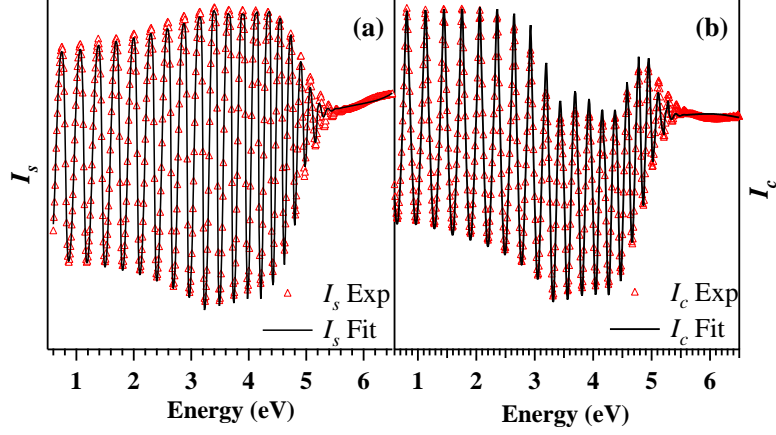 (a)
(b)
I_s
I_c
I_s Exp
I_s Fit
I_c Exp
I_c Fit
1 2 3 4 5 6
1 2 3 4 5 6
Energy (eV)
Energy (eV)